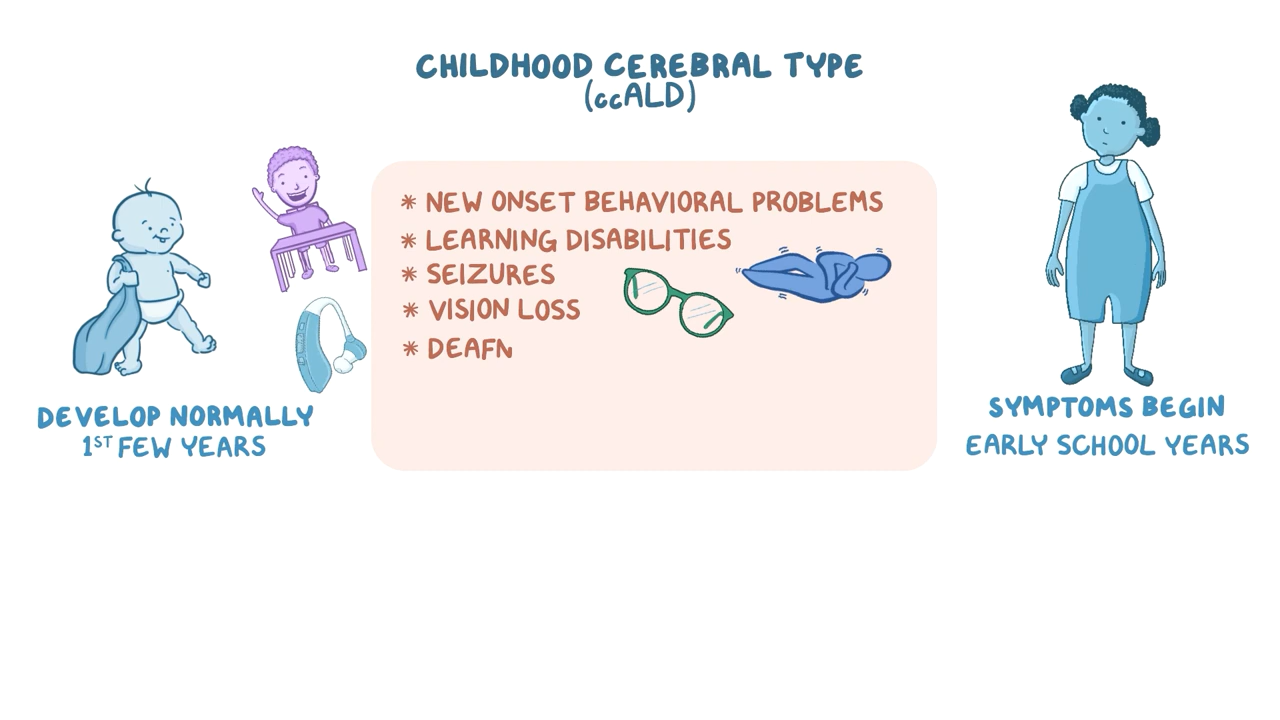 CHILDHOOD CEREBRAL TYPE
(ccALD)
* NEW ONSET BEHAVIORAL PROBLEMS
* LEARNING DISABILITIES
* SEIZURES
* VISION LOSS
* DEAFN
DEVELOP NORMALLY
1ST FEW YEARS
SYMPTOMS BEGIN
EARLY SCHOOL YEARS